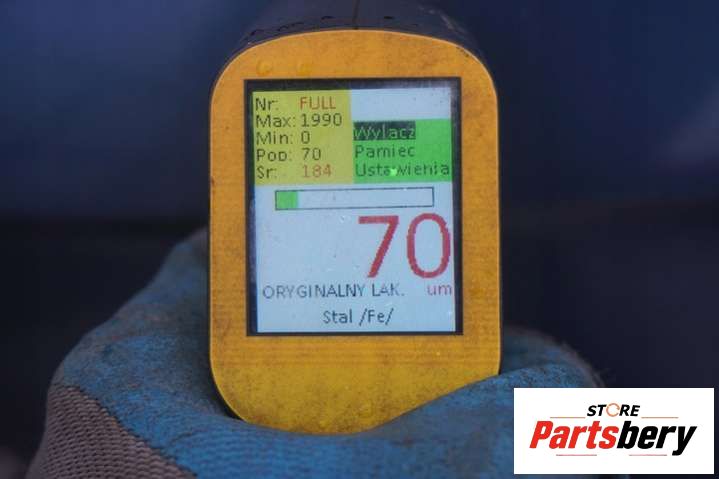 Nr: FULL
Max: 1990
Min: 0
Pop: 70
Sr: 184
Wylacz
Pamiec
Ustawienia
70
ORYGINALNY LAK. um
Stal /Fe/
STORE
Partsbery